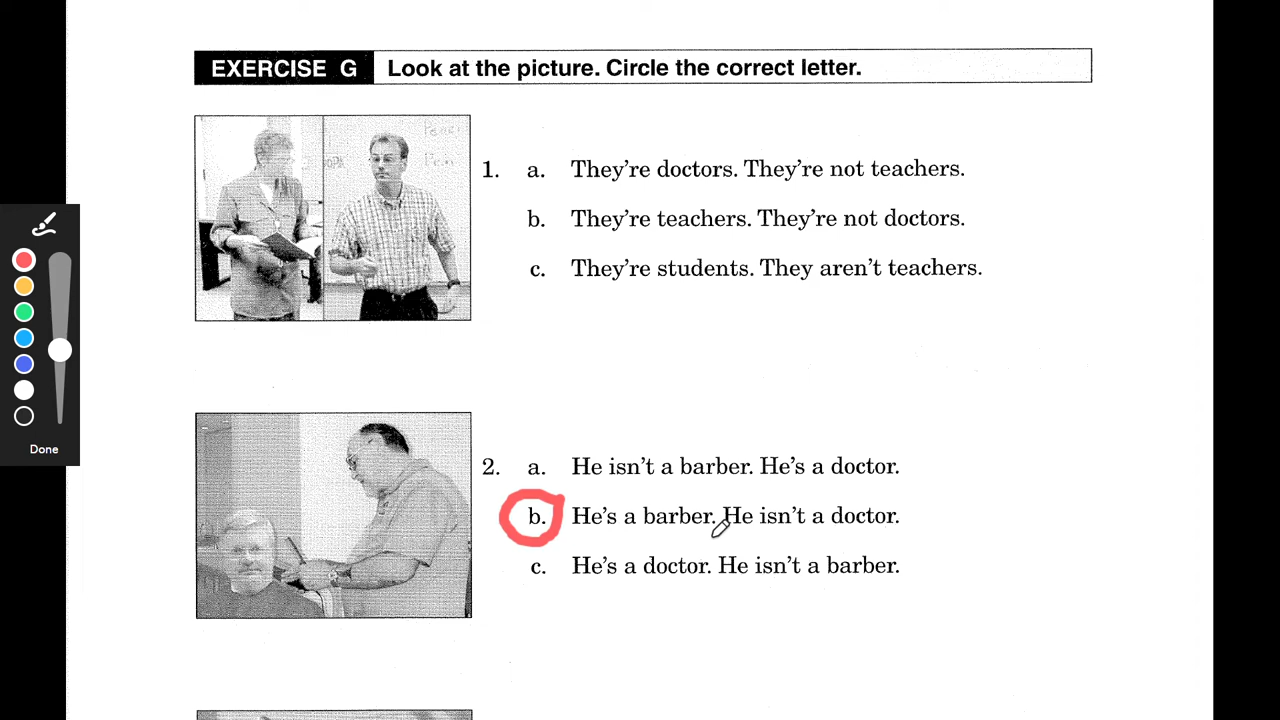 EXERCISE G Look at the picture. Circle the correct letter.
1. a. They're doctors. They're not teachers.
b. They're teachers. They're not doctors.
c. They're students. They aren't teachers.
2. a. He isn't a barber. He's a doctor.
b. He's a barber. He isn't a doctor.
c. He's a doctor. He isn't a barber.
Done